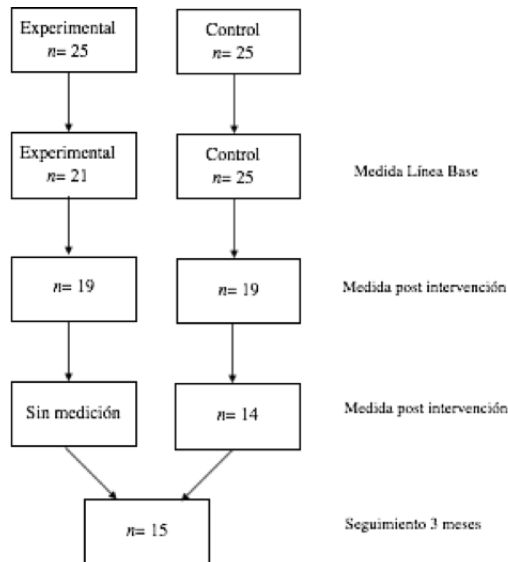 Experimental
n= 25
Control
n= 25
Experimental
n= 21
Control
n= 25
Medida Línea Base
n= 19
n= 19
Medida post intervención
Sin medición
n= 14
Medida post intervención
n= 15
Seguimiento 3 meses